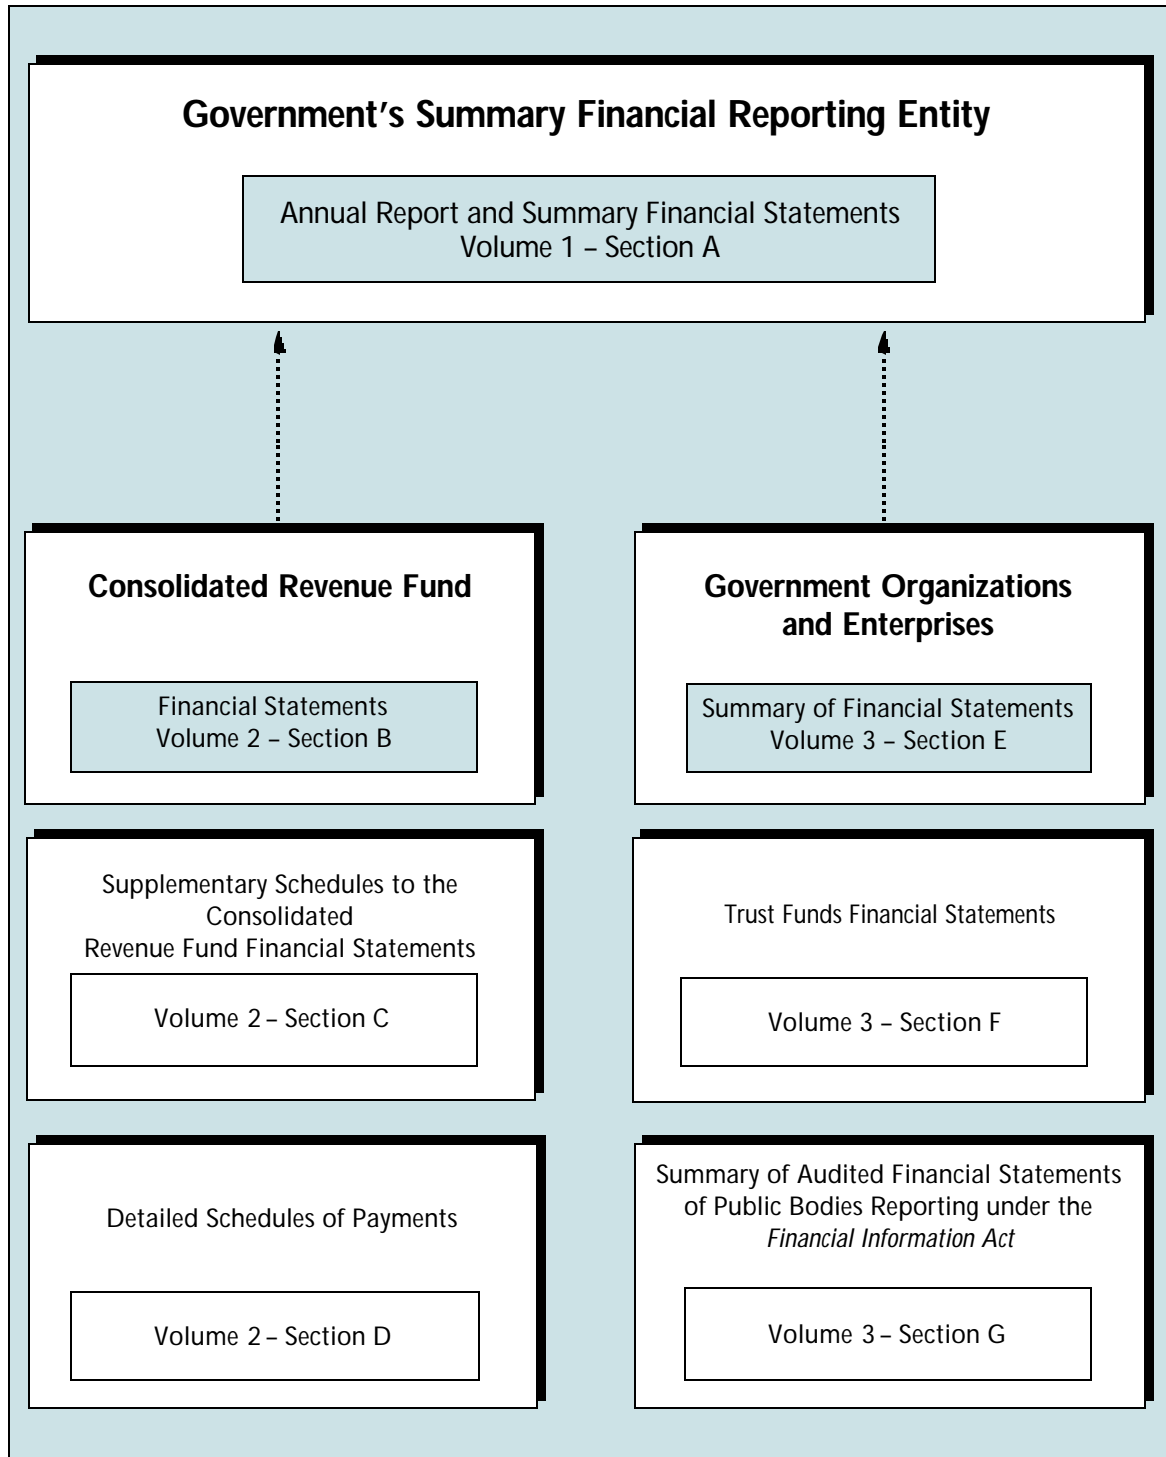 Government's Summary Financial Reporting Entity
Annual Report and Summary Financial Statements
Volume 1 – Section A
Consolidated Revenue Fund
Financial Statements
Volume 2 – Section B
Government Organizations
and Enterprises
Summary of Financial Statements
Volume 3 – Section E
Supplementary Schedules to the
Consolidated
Revenue Fund Financial Statements
Volume 2 – Section C
Trust Funds Financial Statements
Volume 3 – Section F
Detailed Schedules of Payments
Volume 2 – Section D
Summary of Audited Financial Statements
of Public Bodies Reporting under the
Financial Information Act
Volume 3 – Section G